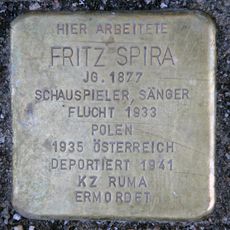 HIER ARBEITETE
FRITZ SPIRA
JG. 1877
SCHAUSPIELER, SÄNGER
FLUCHT 1933
POLEN
1935 ÖSTERREICH
DEPORTIERT 1941
KZ RUMA
ERMORDET